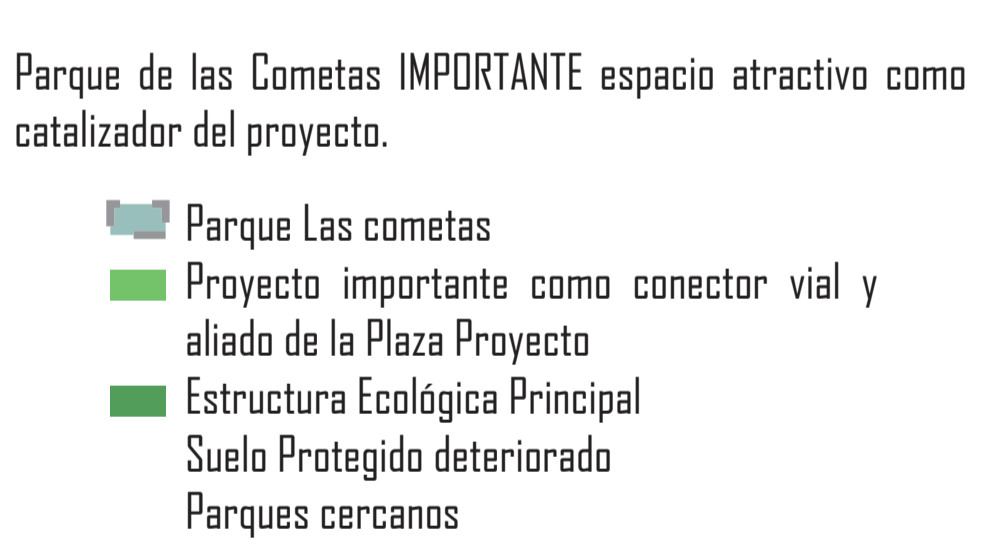 Parque de las Cometas IMPORTANTE espacio atractivo como
catalizador del proyecto.
Parque Las cometas
Proyecto importante como conector vial y
aliado de la Plaza Proyecto
Estructura Ecológica Principal
Suelo Protegido deteriorado
Parques cercanos